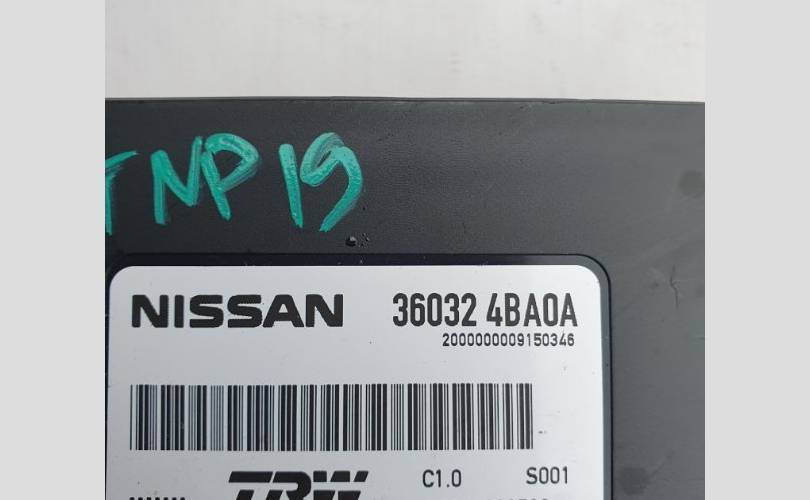 TNP 19
NISSAN 36032 4BA0A
2000000009150346
TRW C1.0 S001